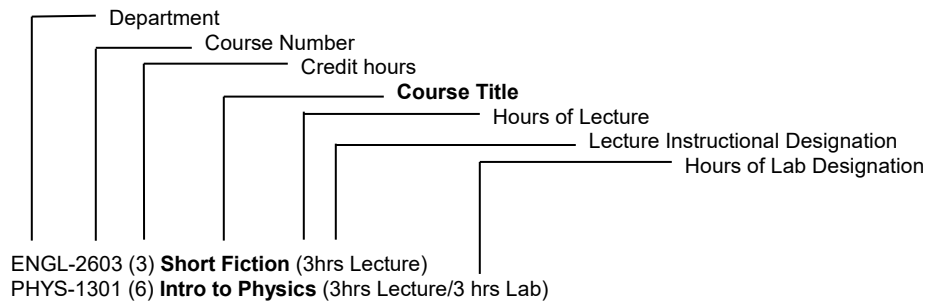 Department
Course Number
Credit hours
Course Title
Hours of Lecture
Lecture Instructional Designation
Hours of Lab Designation
ENGL-2603 (3) Short Fiction (3hrs Lecture)
PHYS-1301 (6) Intro to Physics (3hrs Lecture/3 hrs Lab)